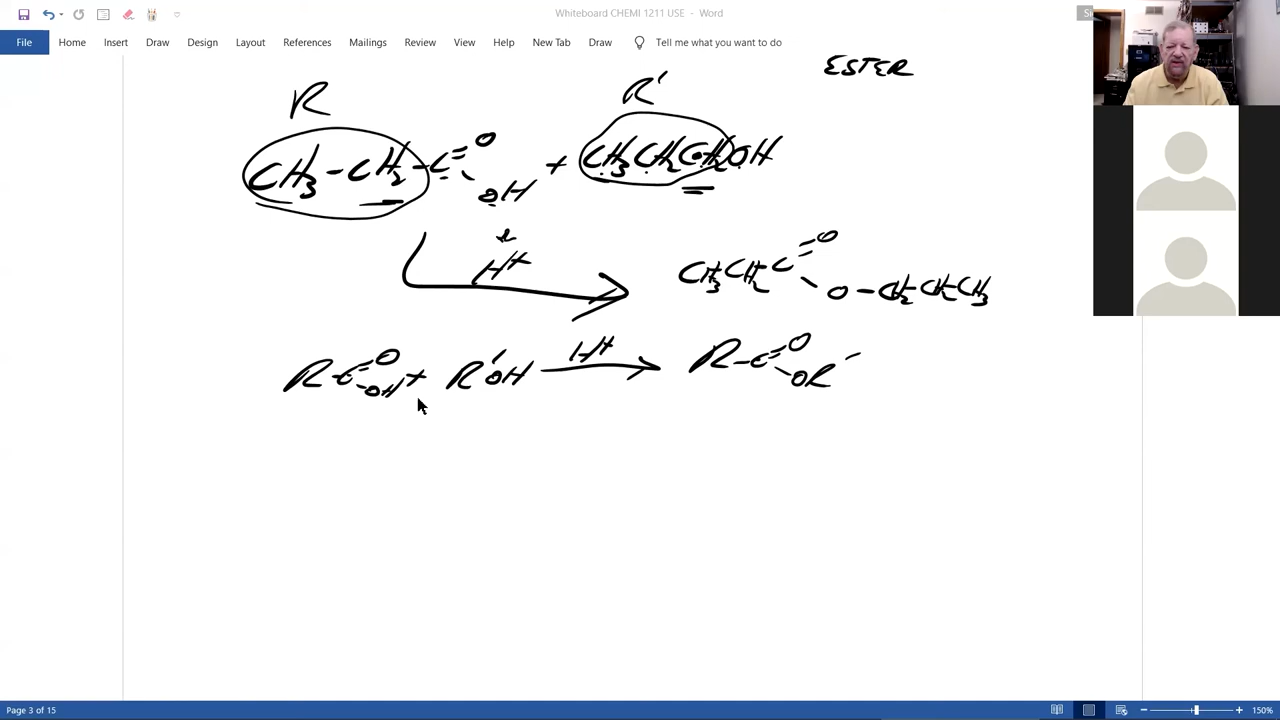 Whiteboard CHEMI 1211 USE - Word
Si
File Home Insert Draw Design Layout References Mailings Review View Help New Tab Draw Tell me what you want to do
ESTER
R R'
CH3-CH2-C=O OH + CH3CH2CH2OH
H+
CH3CH2C=O O-CH2CH2CH3
R-C=O OH + R'OH H+ → R-C=O OR'
Page 3 of 15 150%